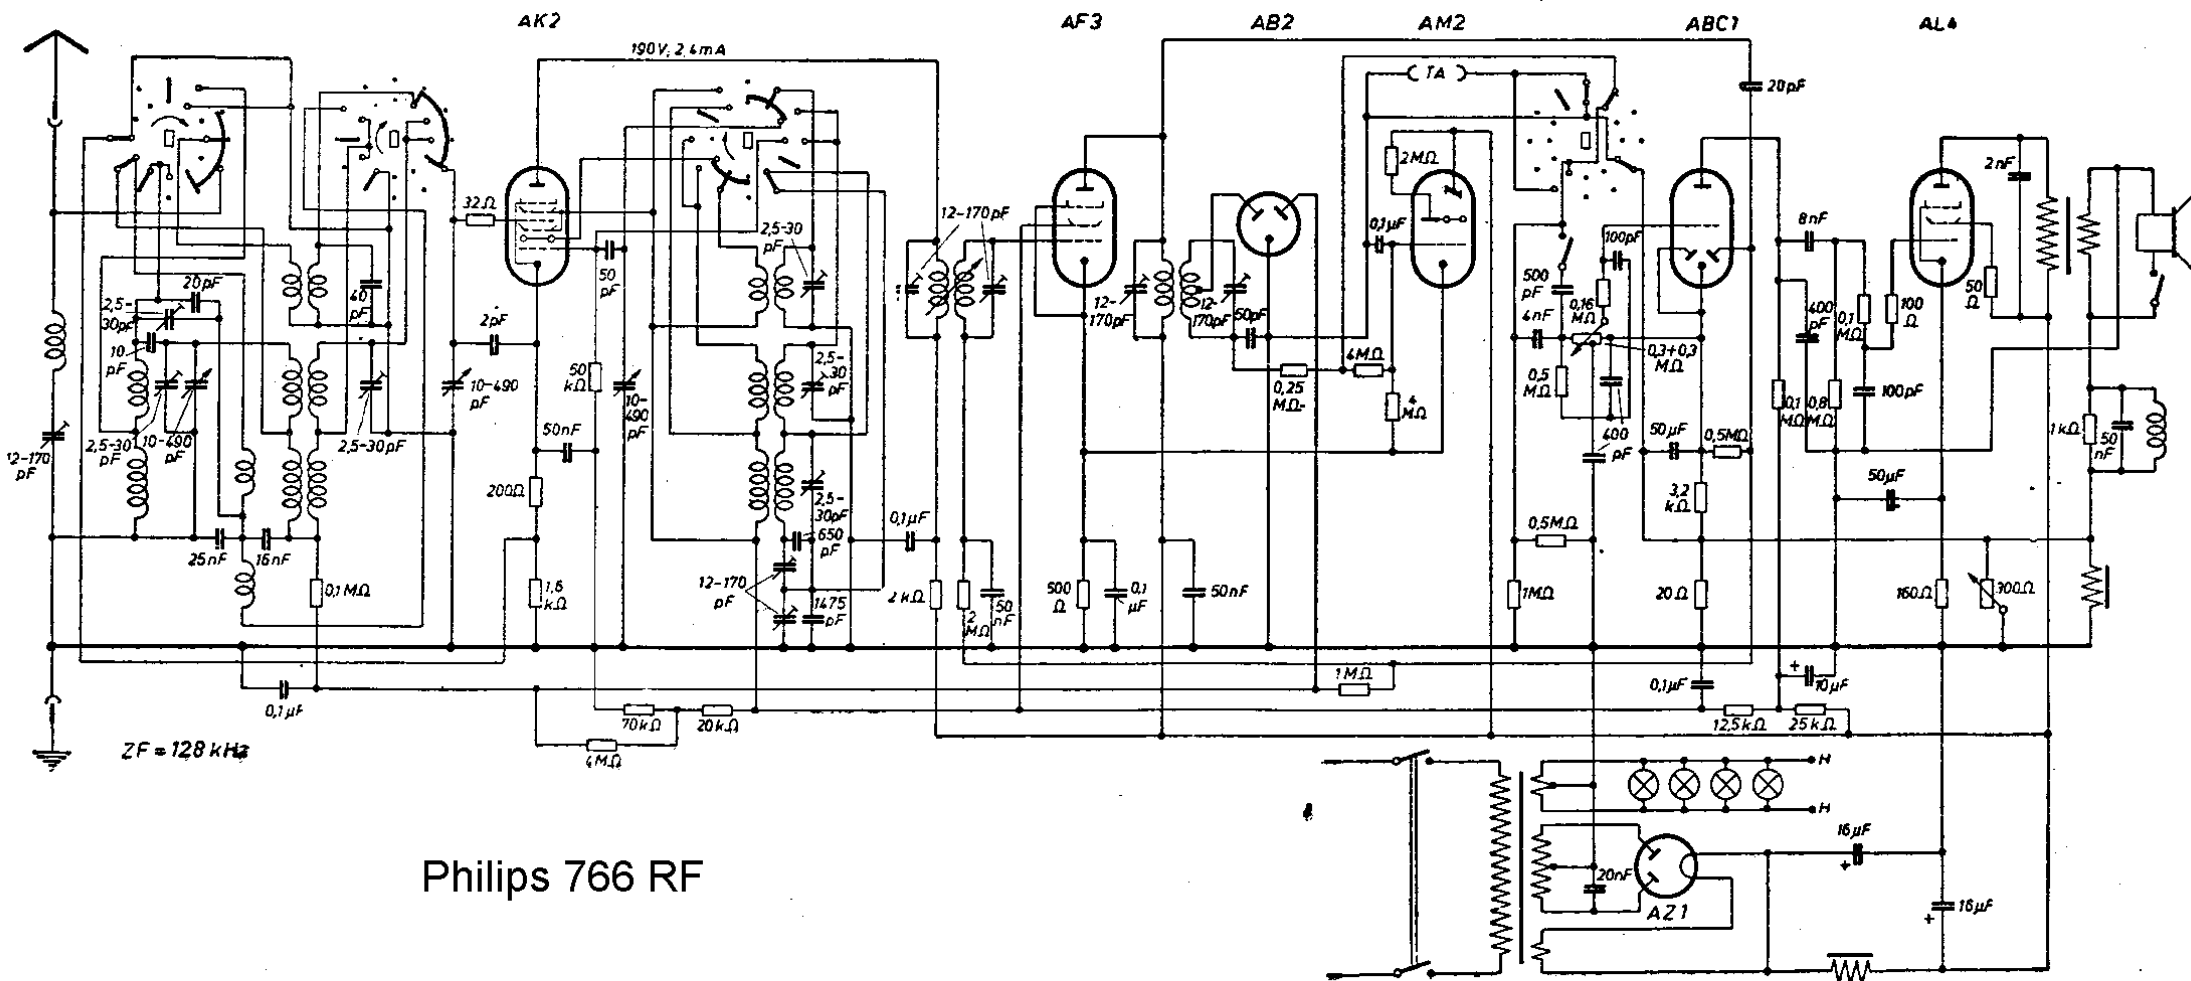 AK2 AF3 AB2 AM2 ABC1 AL4
190V; 2,4mA
TA
20pF
2MΩ
2nF
32Ω
12-170pF
2,5-30 pF
0,1µF
100pF
8nF
50 pF
500 pF
50 Ω
20pF
40 pF
2,5-30pF
2pF
12-170pF
12-170pF
50pF
0,16 MΩ
4nF
400 pF
0,1 MΩ
100 Ω
10 pF
10-490 pF
50 kΩ
10-490 pF
2,5-30 pF
0,25 MΩ
4MΩ
0,3+0,3 MΩ
0,5 MΩ
4 MΩ
0,1 MΩ
0,8 MΩ
100pF
12-170 pF
2,5-30 pF
10-490 pF
2,5-30pF
50nF
400 pF
50µF
0,5MΩ
1kΩ
50 nF
200Ω
2,5-30pF
650 pF
0,1µF
3,2 kΩ
50µF
0,5MΩ
25nF
16nF
0,1MΩ
1,6 kΩ
12-170 pF
1475 pF
2kΩ
2 MΩ
50 nF
500 Ω
0,1 µF
50nF
1MΩ
20Ω
160Ω
300Ω
0,1µF
70kΩ
20kΩ
1MΩ
0,1µF
+
10µF
12,5kΩ
25kΩ
4MΩ
ZF = 128 kHz
H
H
16µF
+
20nF
AZ1
+
16µF
Philips 766 RF